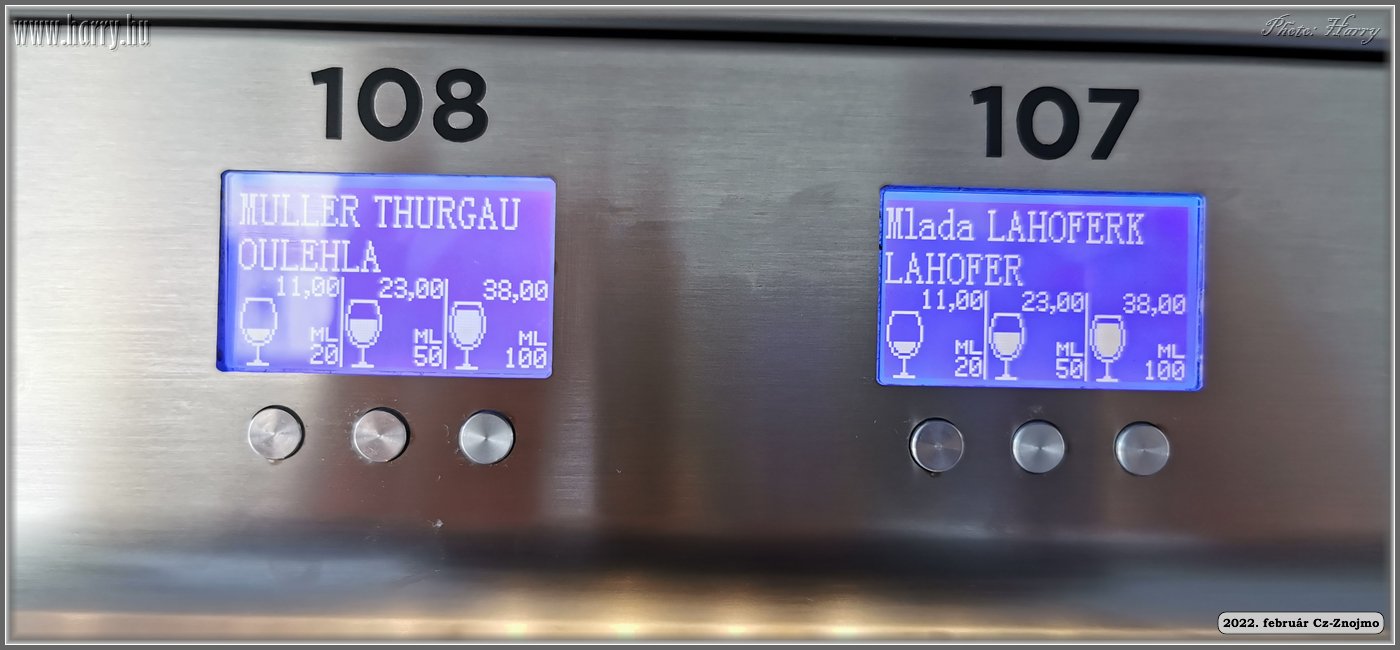 www.harry.hu
Photo: Harry
108
MULLER THURGAU
OULEHLA
11,00 23,00 38,00
ML ML ML
20 50 100
107
Mlada LAHOFERK
LAHOFER
11,00 23,00 38,00
ML ML ML
20 50 100
2022. február Cz-Znojmo